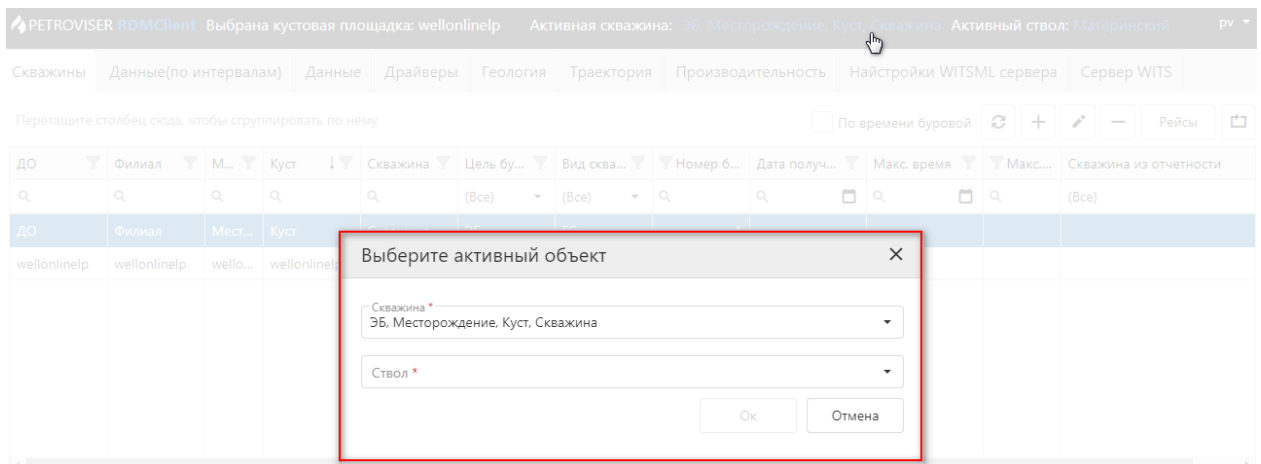 PETROVISER RDMClient Выбрана кустовая площадка: wellonlinelp Активная скважина: ЭБ, Месторождение, Куст, Скважина Активный ствол: Материнский pv
Скважины Данные(по интервалам) Данные Драйверы Геология Траектория Производительность Найстройки WITSML сервера Сервер WITS
Перетащите столбец сюда, чтобы сгруппировать по нему По времени буровой Рейсы
ДО Филиал М... Куст Скважина Цель бу... Вид сква... Номер б... Дата получ... Макс. время Макс.... Скважина из отчетности
(Все) (Все) (Все)
ДО Филиал Мест... Куст
wellonlinelp wellonlinelp wello... wellonlinelp
Выберите активный объект
Скважина *
ЭБ, Месторождение, Куст, Скважина
Ствол *
Ок Отмена